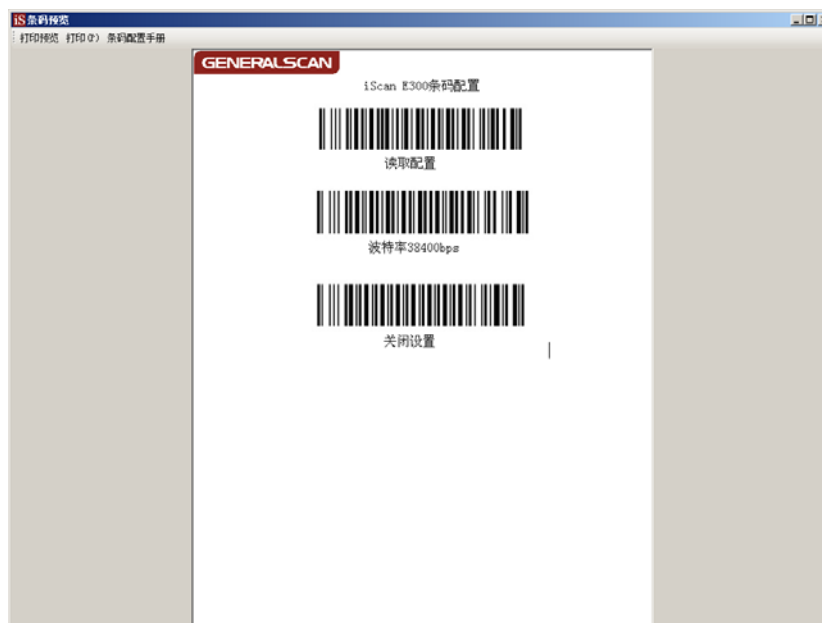 iS 条码预览
打印预览 打印(P) 条码配置手册
GENERALSCAN
iScan E300条码配置
读取配置
波特率38400bps
关闭设置